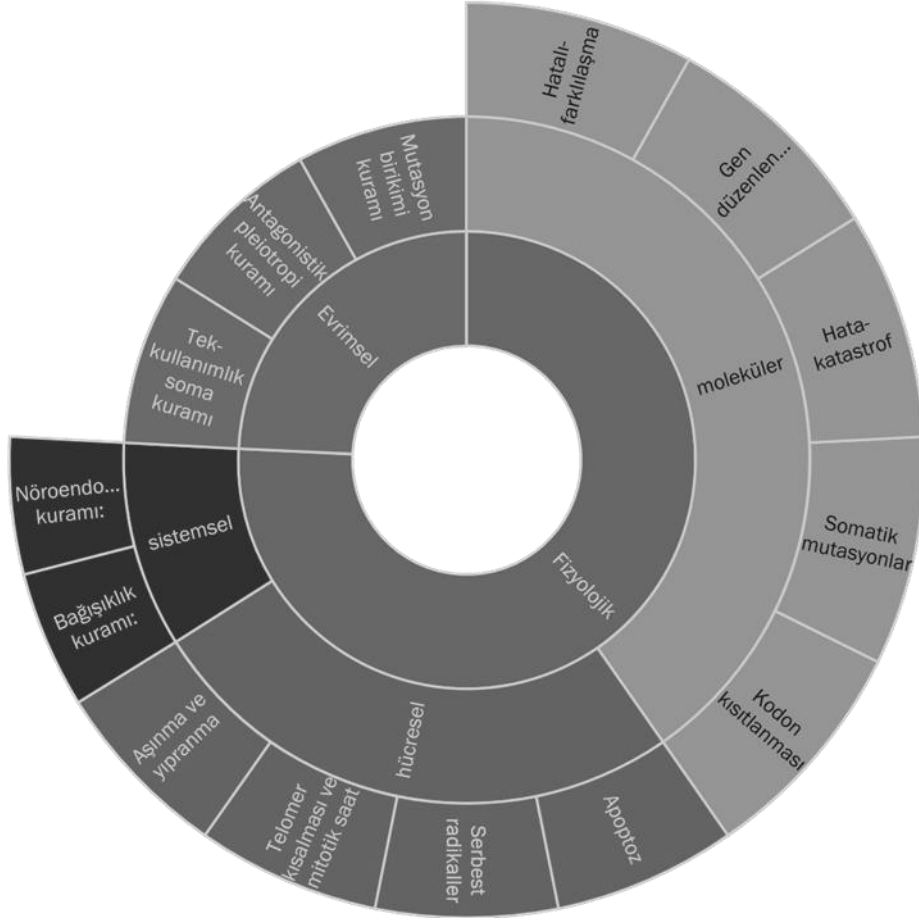 Hatalı-
farklılaşma
Gen
düzenlen...
Hata-
katastrof
Somatik
mutasyonlar
Kodon
kısıtlanması
moleküler
Fizyolojik
hücresel
Apoptoz
Serbest
radikaller
Telomer
kısalması ve
mitotik saat
Aşınma ve
yıpranma
sistemsel
Bağışıklık
kuramı:
Nöroendo...
kuramı:
Evrimsel
Tek-
kullanımlık
soma
kuramı
Antagonistik
pleiotropi
kuramı
Mutasyon
birikimi
kuramı